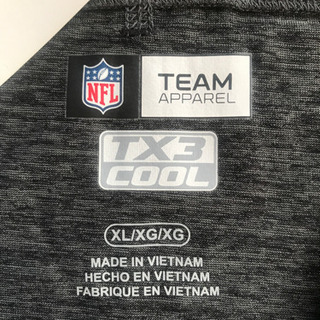 NFL
TEAM
APPAREL
TX3
COOL
XL/XG/XG
MADE IN VIETNAM
HECHO EN VIETNAM
FABRIQUE EN VIETNAM